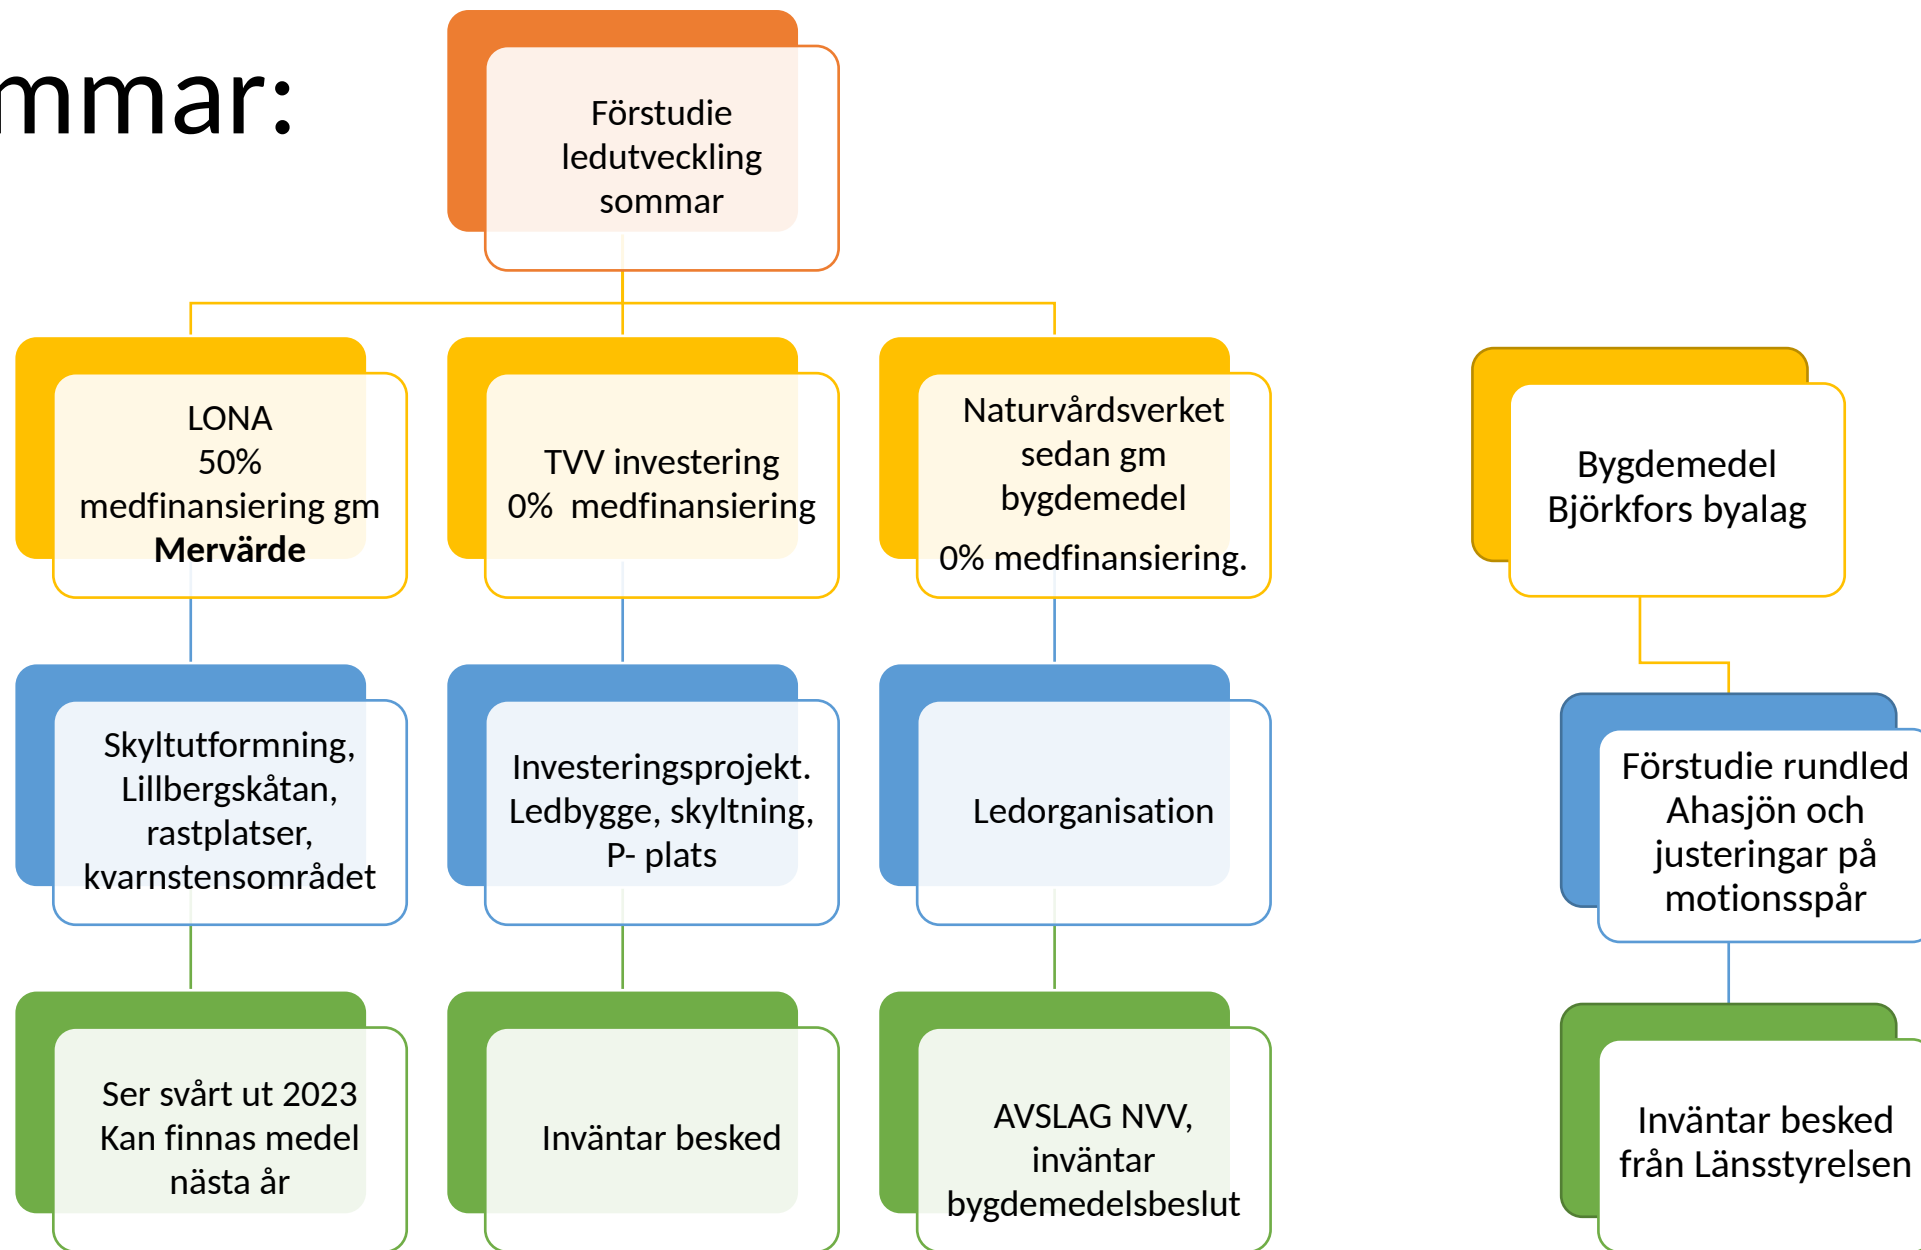 mmar:
Förstudie
ledutveckling
sommar
LONA
50%
medfinansiering gm
Mervärde
TVV investering
0%  medfinansiering
Naturvårdsverket
sedan gm
bygdemedel
0% medfinansiering.
Bygdemedel
Björkfors byalag
Skyltutformning,
Lillbergskåtan,
rastplatser,
kvarnstensområdet
Investeringsprojekt.
Ledbygge, skyltning,
P- plats
Ledorganisation
Förstudie rundled
Ahasjön och
justeringar på
motionsspår
Ser svårt ut 2023
Kan finnas medel
nästa år
Inväntar besked
AVSLAG NVV,
inväntar
bygdemedelsbeslut
Inväntar besked
från Länsstyrelsen